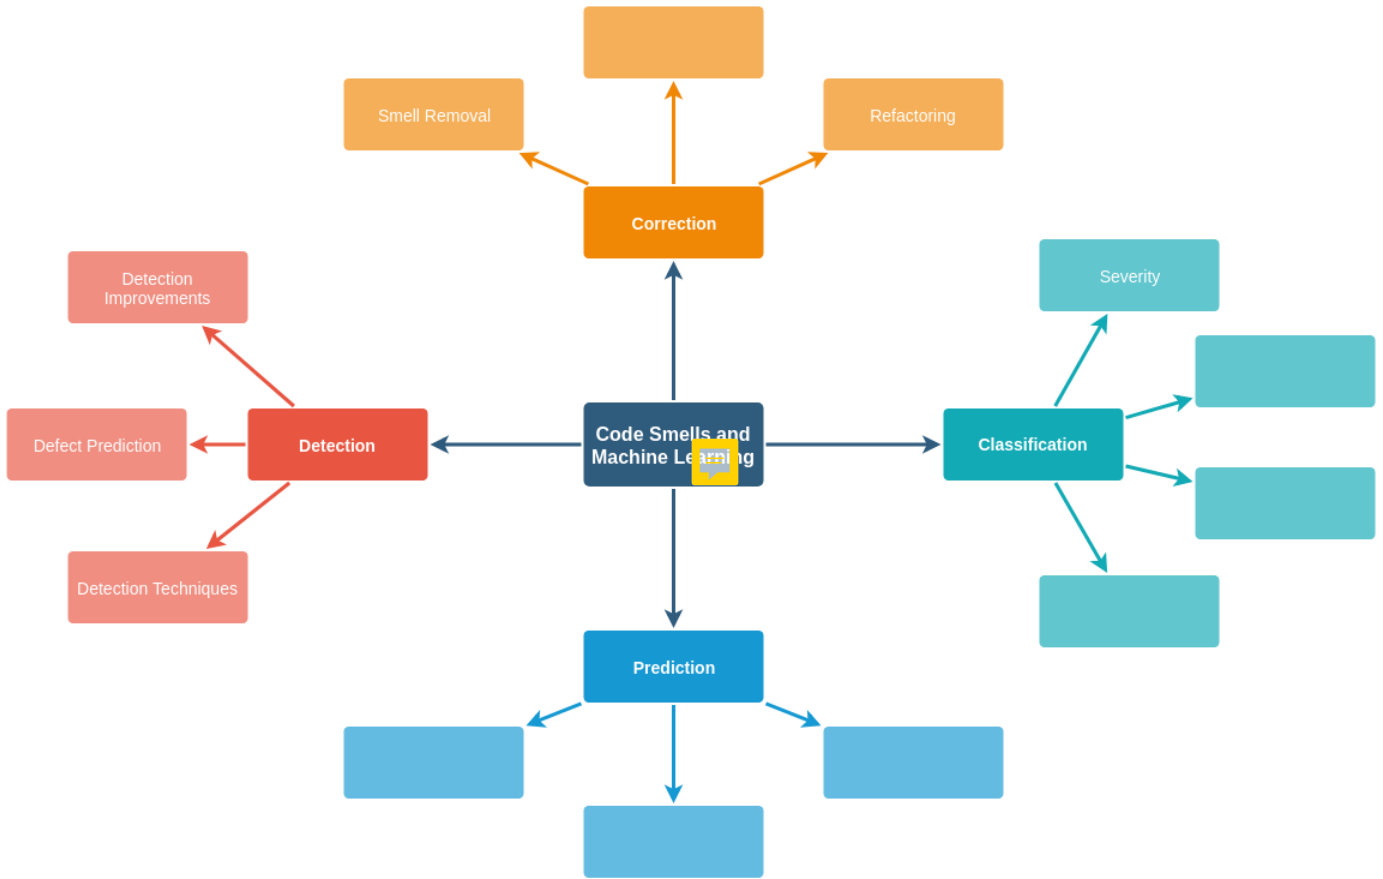 Smell Removal
Refactoring
Correction
Detection
Improvements
Severity
Defect Prediction
Detection
Code Smells and
Machine Learning
Classification
Detection Techniques
Prediction